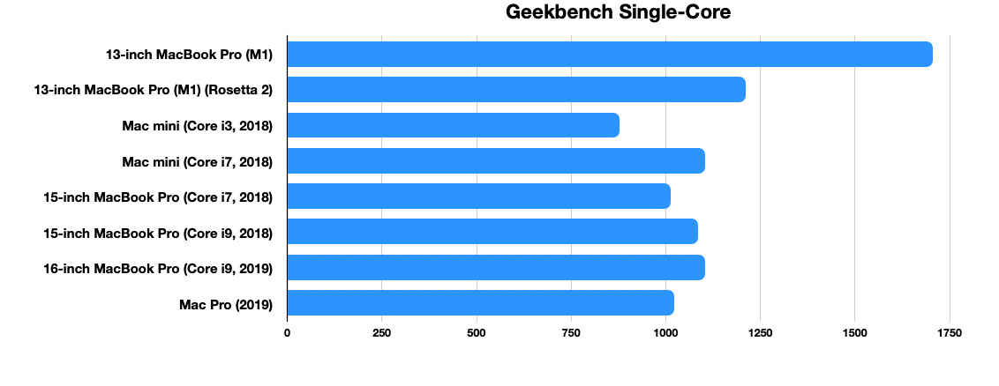 Geekbench Single-Core
13-inch MacBook Pro (M1)
13-inch MacBook Pro (M1) (Rosetta 2)
Mac mini (Core i3, 2018)
Mac mini (Core i7, 2018)
15-inch MacBook Pro (Core i7, 2018)
15-inch MacBook Pro (Core i9, 2018)
16-inch MacBook Pro (Core i9, 2019)
Mac Pro (2019)
0 250 500 750 1000 1250 1500 1750